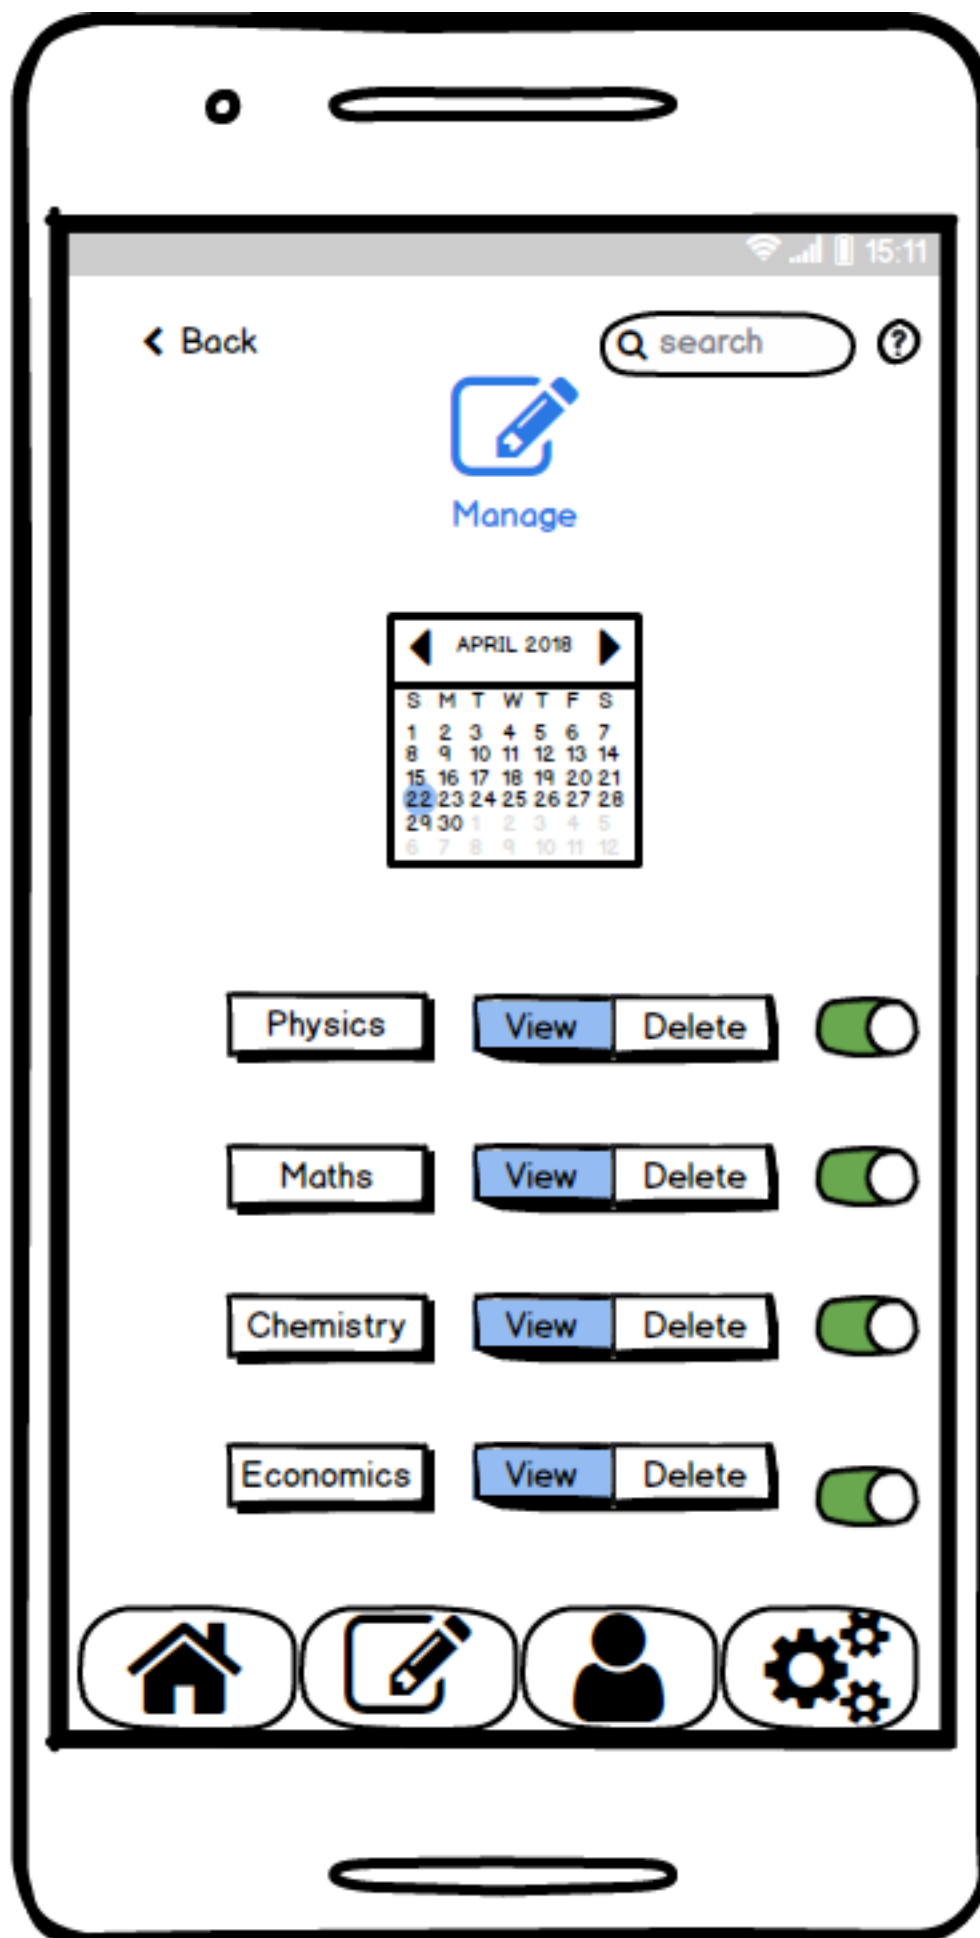 15:11
< Back search ?
Manage
APRIL 2018
S M T W T F S
1 2 3 4 5 6 7
8 9 10 11 12 13 14
15 16 17 18 19 20 21
22 23 24 25 26 27 28
29 30 1 2 3 4 5
6 7 8 9 10 11 12
Physics View Delete
Maths View Delete
Chemistry View Delete
Economics View Delete